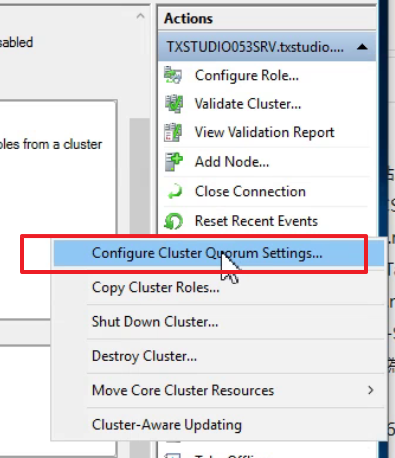 Actions
sabled
TXSTUDIO053SRV.txstudio....
Configure Role...
Validate Cluster...
oles from a cluster
View Validation Report
Add Node...
Close Connection
Reset Recent Events
Configure Cluster Quorum Settings...
Copy Cluster Roles...
Shut Down Cluster...
Destroy Cluster...
Move Core Cluster Resources
Cluster-Aware Updating